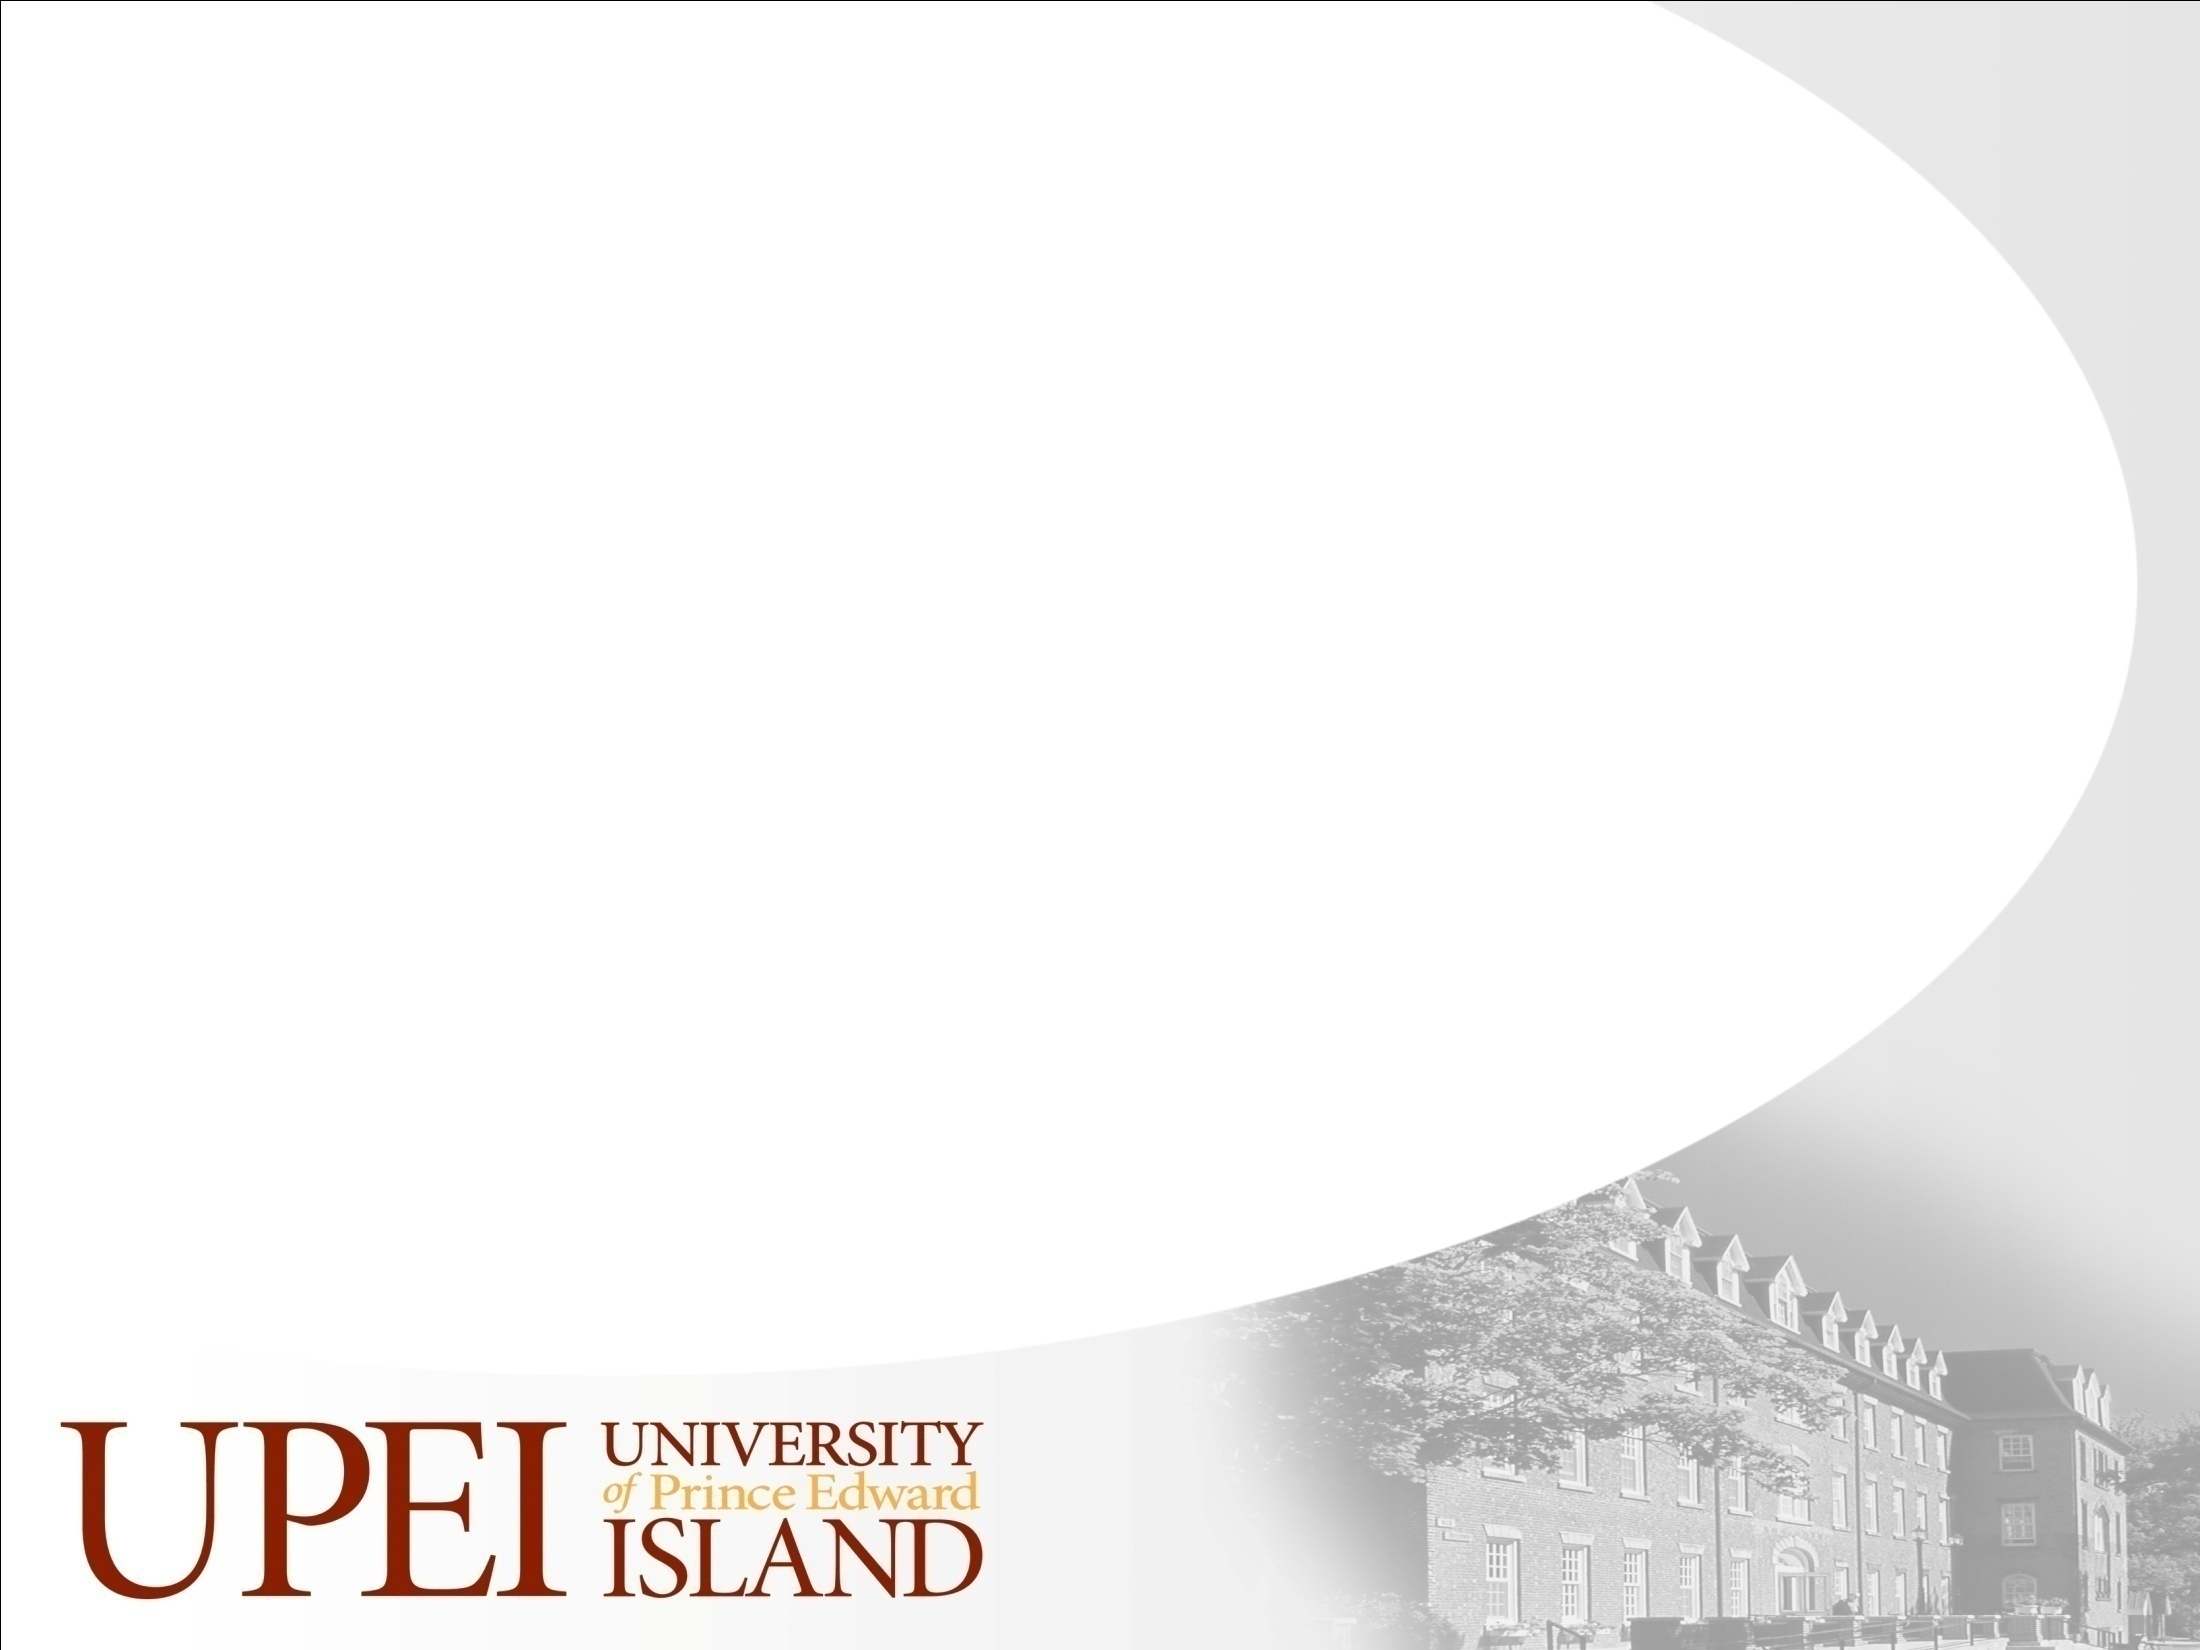 UPEI
UNIVERSITY
of Prince Edward
ISLAND